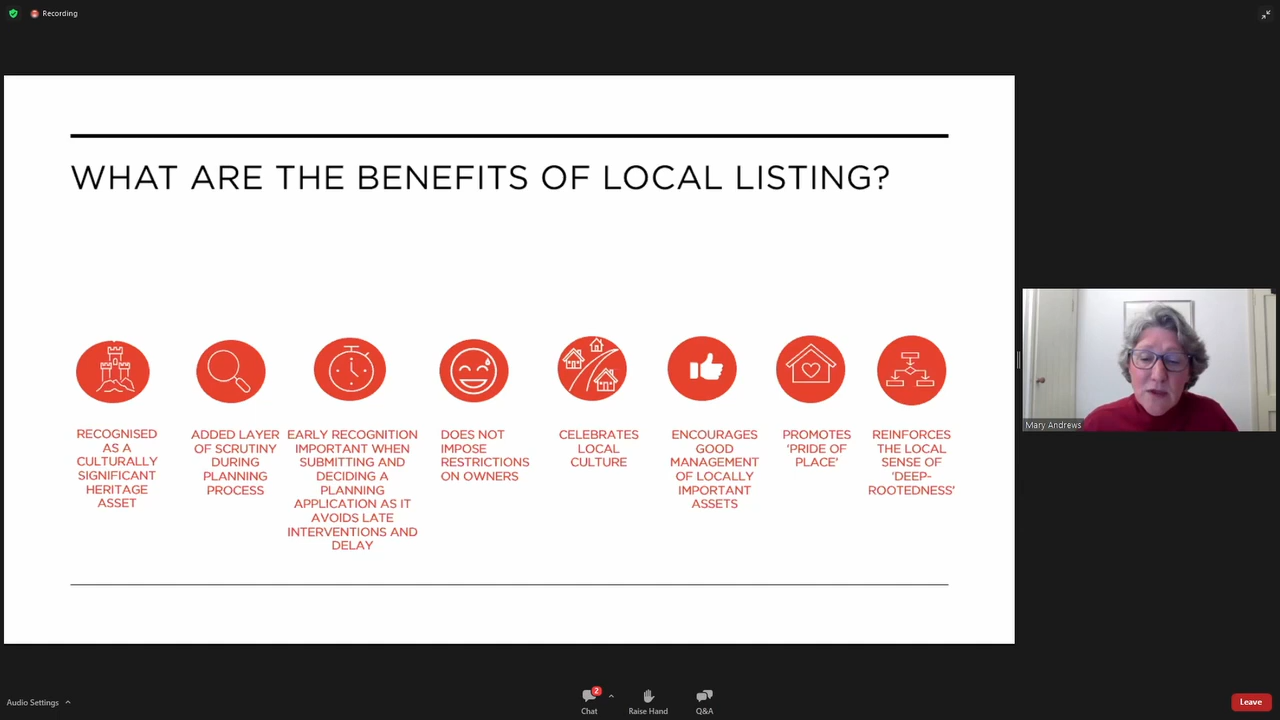 Recording
WHAT ARE THE BENEFITS OF LOCAL LISTING?
RECOGNISED
AS A
CULTURALLY
SIGNIFICANT
HERITAGE
ASSET
ADDED LAYER
OF SCRUTINY
DURING
PLANNING
PROCESS
EARLY RECOGNITION
IMPORTANT WHEN
SUBMITTING AND
DECIDING A
PLANNING
APPLICATION AS IT
AVOIDS LATE
INTERVENTIONS AND
DELAY
DOES NOT
IMPOSE
RESTRICTIONS
ON OWNERS
CELEBRATES
LOCAL
CULTURE
ENCOURAGES
GOOD
MANAGEMENT
OF LOCALLY
IMPORTANT
ASSETS
PROMOTES
‘PRIDE OF
PLACE’
REINFORCES
THE LOCAL
SENSE OF
‘DEEP-
ROOTEDNESS’
Mary Andrews
Audio Settings
2
Chat
Raise Hand
Q&A
Leave